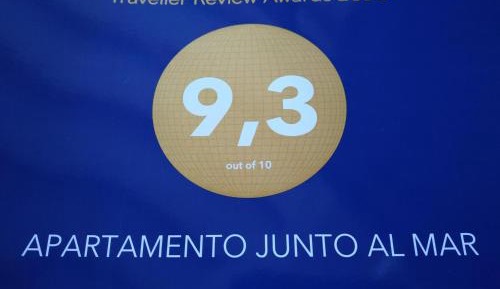 Traveller Review Awards
9,3
out of 10
APARTAMENTO JUNTO AL MAR